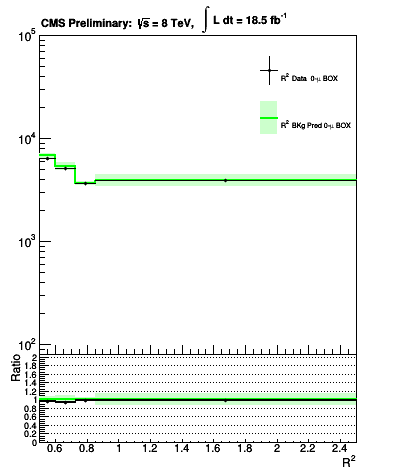 CMS Preliminary: √s = 8 TeV, ∫ L dt = 18.5 fb⁻¹
10⁵
R² Data 0-μ BOX
R² BKg Pred 0-μ BOX
10⁴
10³
10²
Ratio
2
1.8
1.6
1.4
1.2
1
0.8
0.6
0.4
0.2
0
0.6 0.8 1 1.2 1.4 1.6 1.8 2 2.2 2.4
R²